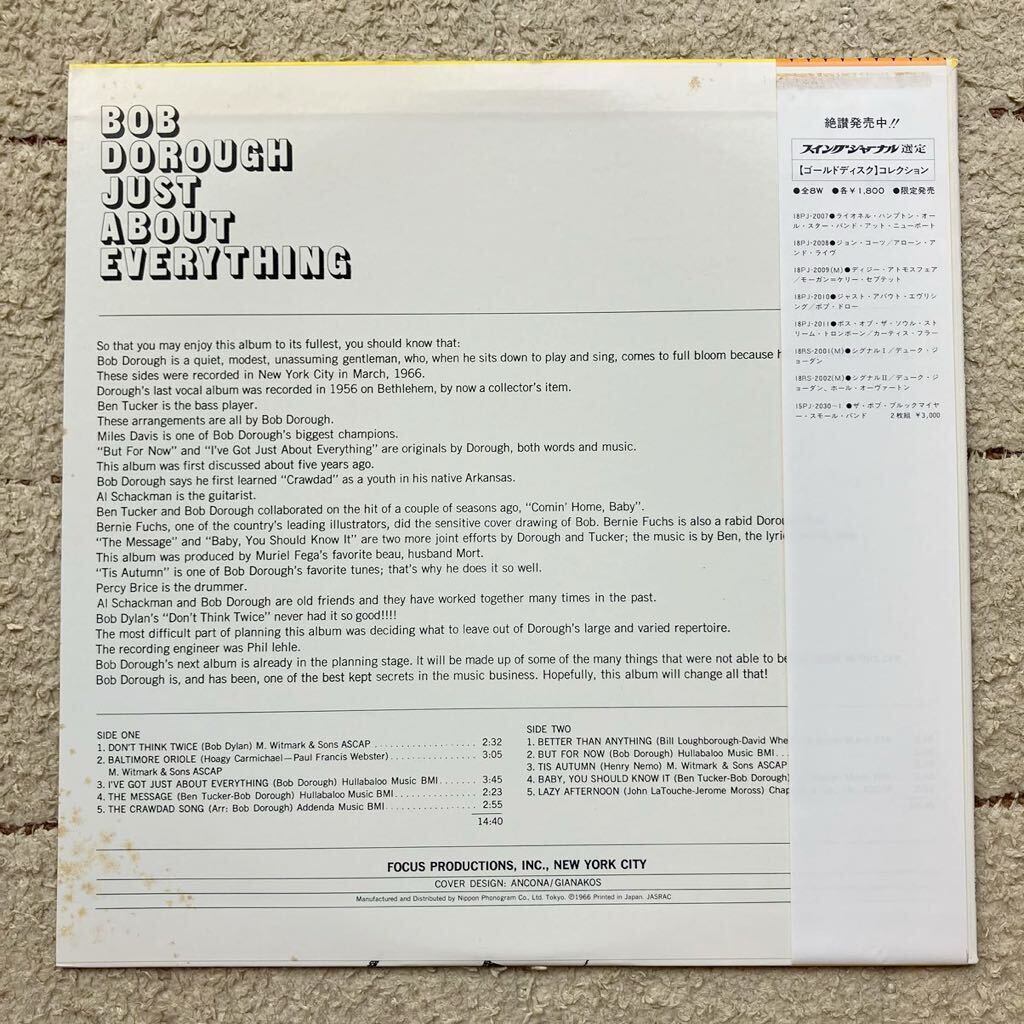 BOB
DOROUGH
JUST
ABOUT
EVERYTHING
So that you may enjoy this album to its fullest, you should know that:
Bob Dorough is a quiet, modest, unassuming gentleman, who, when he sits down to play and sing, comes to full bloom because
These sides were recorded in New York City in March, 1966.
Dorough's last vocal album was recorded in 1956 on Bethlehem, by now a collector's item.
Ben Tucker is the bass player.
These arrangements are all by Bob Dorough.
Miles Davis is one of Bob Dorough's biggest champions.
"But For Now" and "I've Got Just About Everything" are originals by Dorough, both words and music.
This album was first discussed about five years ago.
Bob Dorough says he first learned "Crawdad" as a youth in his native Arkansas.
Al Schackman is the guitarist.
Ben Tucker and Bob Dorough collaborated on the hit of a couple of seasons ago, "Comin' Home, Baby".
Bernie Fuchs, one of the country's leading illustrators, did the sensitive cover drawing of Bob. Bernie Fuchs is also a rabid Dorou
"The Message" and "Baby, You Should Know It" are two more joint efforts by Dorough and Tucker; the music is by Ben, the lyri
This album was produced by Muriel Fega's favorite beau, husband Mort.
"Tis Autumn" is one of Bob Dorough's favorite tunes; that's why he does it so well.
Percy Brice is the drummer.
Al Schackman and Bob Dorough are old friends and they have worked together many times in the past.
Bob Dylan's "Don't Think Twice" never had it so good!!!!
The most difficult part of planning this album was deciding what to leave out of Dorough's large and varied repertoire.
The recording engineer was Phil Iehle.
Bob Dorough's next album is already in the planning stage. It will be made up of some of the many things that were not able to be
Bob Dorough is, and has been, one of the best kept secrets in the music business. Hopefully, this album will change all that!
SIDE ONE
1. DON'T THINK TWICE (Bob Dylan) M. Witmark & Sons ASCAP 2:32
2. BALTIMORE ORIOLE (Hoagy Carmichael—Paul Francis Webster) 3:05
M. Witmark & Sons ASCAP
3. I'VE GOT JUST ABOUT EVERYTHING (Bob Dorough) Hullabaloo Music BMI 3:45
4. THE MESSAGE (Ben Tucker-Bob Dorough) Hullabaloo Music BMI 2:23
5. THE CRAWDAD SONG (Arr: Bob Dorough) Addenda Music BMI 2:55
14:40
SIDE TWO
1. BETTER THAN ANYTHING (Bill Loughborough-David Whe
2. BUT FOR NOW (Bob Dorough) Hullabaloo Music BMI
3. TIS AUTUMN (Henry Nemo) M. Witmark & Sons ASCAP
4. BABY, YOU SHOULD KNOW IT (Ben Tucker-Bob Dorough)
5. LAZY AFTERNOON (John LaTouche-Jerome Moross) Chap
FOCUS PRODUCTIONS, INC., NEW YORK CITY
COVER DESIGN: ANCONA/GIANAKOS
Manufactured and Distributed by Nippon Phonogram Co., Ltd. Tokyo. ℗1966 Printed in Japan. JASRAC
絶讃発売中!!
スイングジャーナル選定
【ゴールドディスク】コレクション
●全8W ●各¥1,800 ●限定発売
18PJ-2007●ライオネル・ハンプトン・オー
ル・スター・バンド・アット・ニューポート
18PJ-2008●ジョン・コーツ/アローン・ア
ンド・ライヴ
18PJ-2009(M)●ディジー・アトモスフェア
/モーガン=ケリー・セプテット
18PJ-2010●ジャスト・アバウト・エヴリシ
ング/ボブ・ドロー
18PJ-2011●ボス・オブ・ザ・ソウル・スト
リーム・トロンボーン/カーティス・フラー
18RS-2001(M)●シグナルI/デューク・ジ
ョーダン
18RS-2002(M)●シグナルII/デューク・ジ
ョーダン、ホール・オーヴァートン
15PJ-2030~1●ザ・ボブ・ブルックマイヤ
ー・スモール・バンド 2枚組 ¥3,000